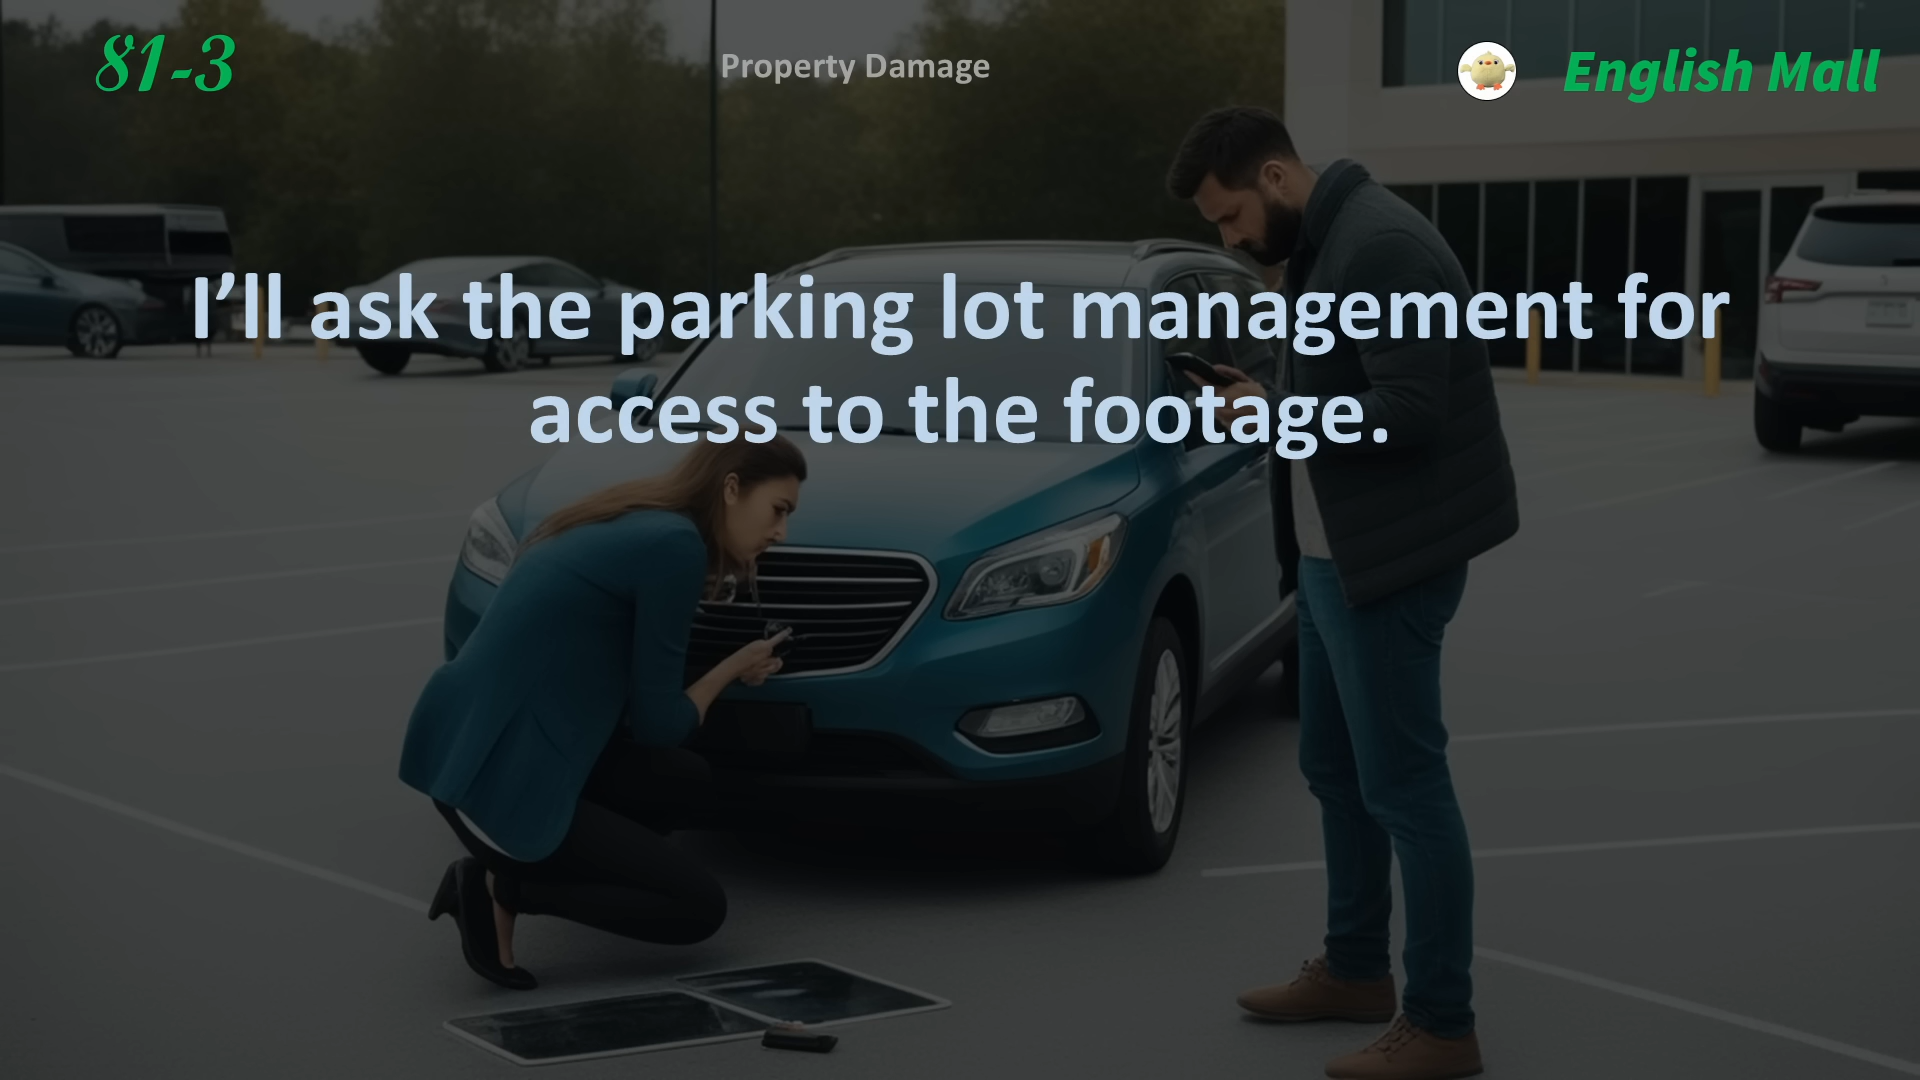 81-3
Property Damage
English Mall
I’ll ask the parking lot management for
access to the footage.